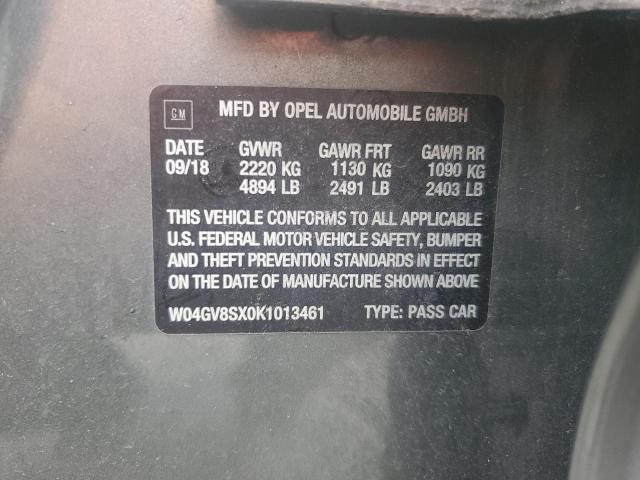 GM MFD BY OPEL AUTOMOBILE GMBH
DATE GVWR GAWR FRT GAWR RR
09/18 2220 KG 1130 KG 1090 KG
4894 LB 2491 LB 2403 LB
THIS VEHICLE CONFORMS TO ALL APPLICABLE
U.S. FEDERAL MOTOR VEHICLE SAFETY, BUMPER
AND THEFT PREVENTION STANDARDS IN EFFECT
ON THE DATE OF MANUFACTURE SHOWN ABOVE
W04GV8SX0K1013461 TYPE: PASS CAR